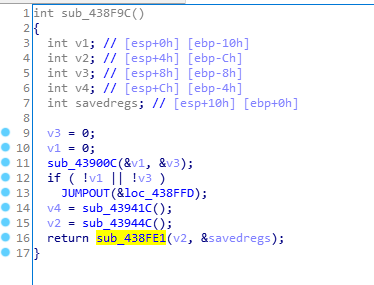 1 int sub_438F9C()
2 {
3 int v1; // [esp+0h] [ebp-10h]
4 int v2; // [esp+4h] [ebp-Ch]
5 int v3; // [esp+8h] [ebp-8h]
6 int v4; // [esp+Ch] [ebp-4h]
7 int savedregs; // [esp+10h] [ebp+0h]
8
9 v3 = 0;
10 v1 = 0;
11 sub_43900C(&v1, &v3);
12 if ( !v1 || !v3 )
13 JUMPOUT(&loc_438FFD);
14 v4 = sub_43941C();
15 v2 = sub_43944C();
16 return sub_438FE1(v2, &savedregs);
17 }